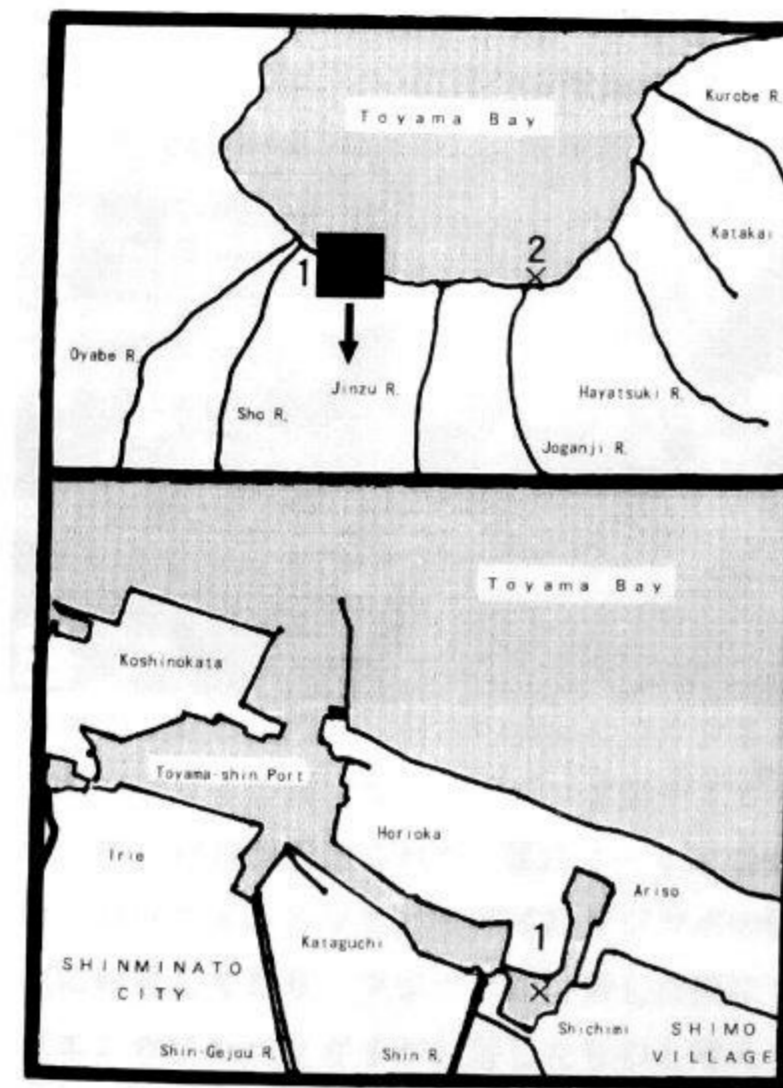 Toyama Bay
Kurobe R.
Katakai
2
1
Oyabe R.
Jinzu R.
Sho R.
Hayatsuki R.
Joganji R.
Toyama Bay
Koshinokata
Toyama-shin Port
Horioka
Irie
Ariso
1
Kataguchi
SHINMINATO
CITY
Shichimi
SHIMO
VILLAGE
Shin-Gejou R.
Shin R.